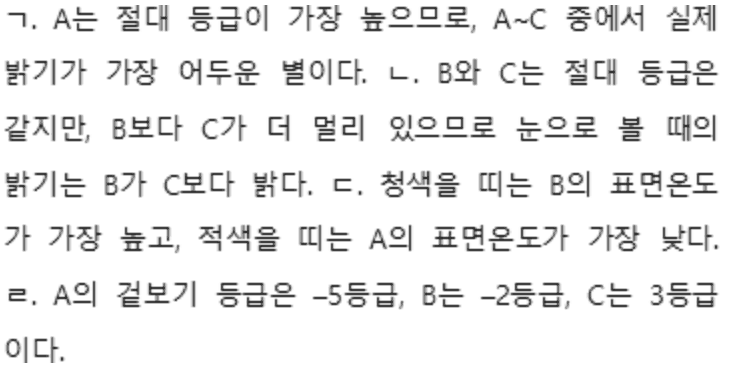 ㄱ. A는 절대 등급이 가장 높으므로, A~C 중에서 실제
밝기가 가장 어두운 별이다. ㄴ. B와 C는 절대 등급은
같지만, B보다 C가 더 멀리 있으므로 눈으로 볼 때의
밝기는 B가 C보다 밝다. ㄷ. 청색을 띠는 B의 표면온도
가 가장 높고, 적색을 띠는 A의 표면온도가 가장 낮다.
ㄹ. A의 겉보기 등급은 –5등급, B는 –2등급, C는 3등급
이다.